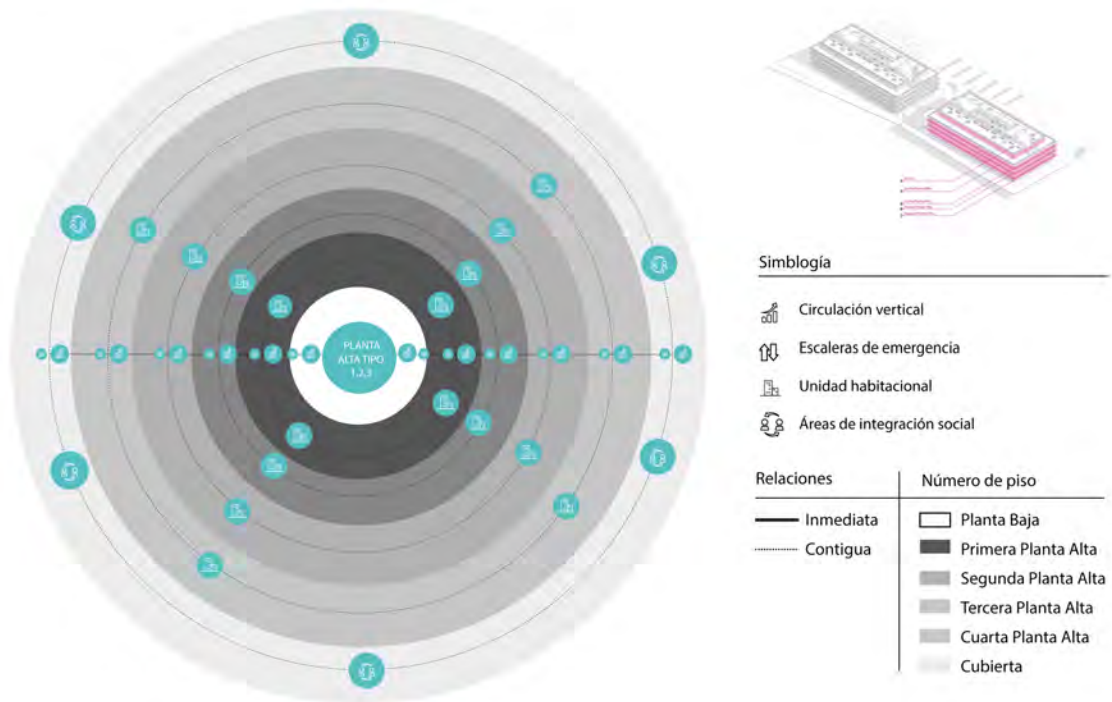 PLANTA
ALTA TIPO
1,2,3
Simblogía
Circulación vertical
Escaleras de emergencia
Unidad habitacional
Áreas de integración social
Relaciones
Inmediata
Contigua
Número de piso
Planta Baja
Primera Planta Alta
Segunda Planta Alta
Tercera Planta Alta
Cuarta Planta Alta
Cubierta